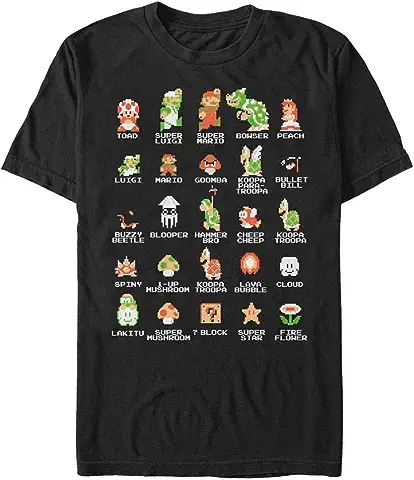 TOAD SUPER LUIGI SUPER MARIO BOWSER PEACH
LUIGI MARIO GOOMBA KOOPA PARA-TROOPA BULLET BILL
BUZZY BEETLE BLOOPER HAMMER BRO CHEEP CHEEP KOOPA TROOPA
SPINY 1-UP MUSHROOM KOOPA TROOPA LAVA BUBBLE CLOUD
LAKITU SUPER MUSHROOM ? BLOCK SUPER STAR FIRE FLOWER